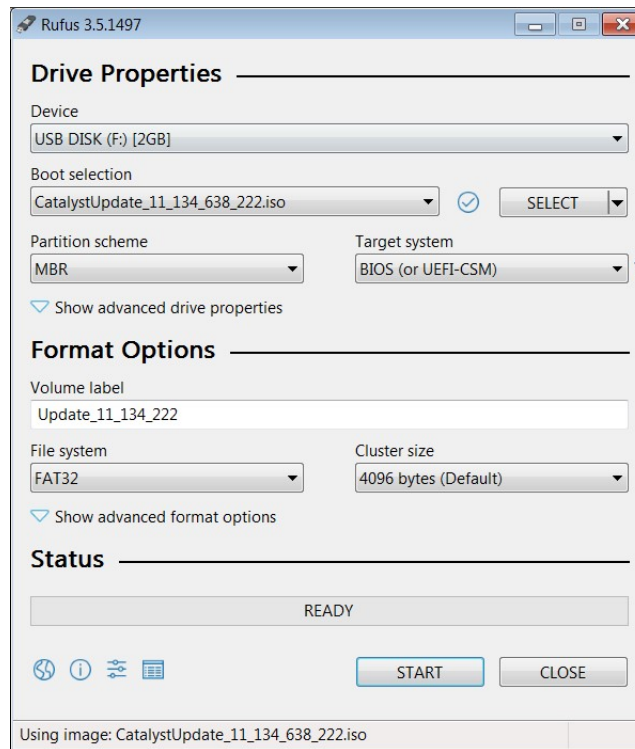 Rufus 3.5.1497
Drive Properties
Device
USB DISK (F:) [2GB]
Boot selection
CatalystUpdate_11_134_638_222.iso
SELECT
Partition scheme
Target system
MBR
BIOS (or UEFI-CSM)
Show advanced drive properties
Format Options
Volume label
Update_11_134_222
File system
Cluster size
FAT32
4096 bytes (Default)
Show advanced format options
Status
READY
START
CLOSE
Using image: CatalystUpdate_11_134_638_222.iso